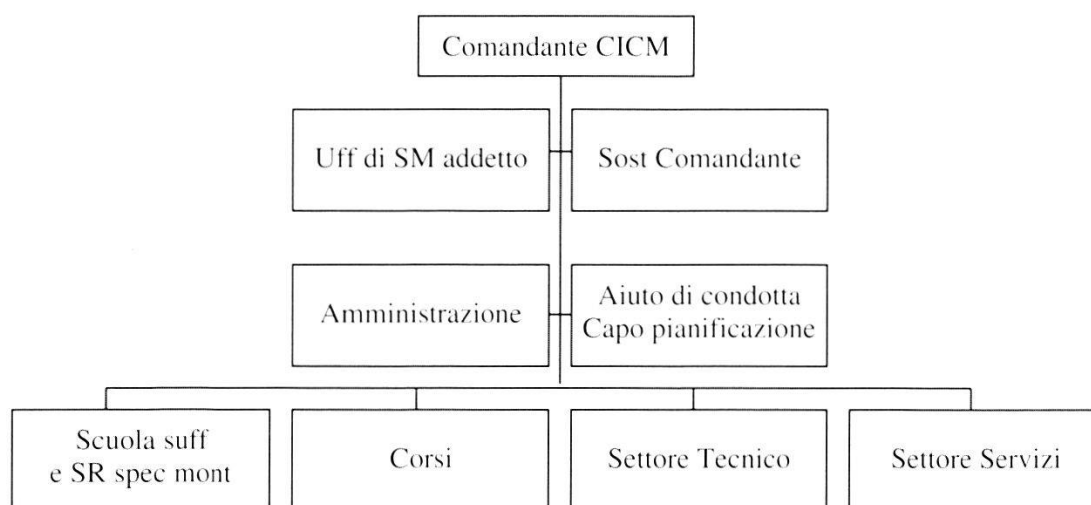 Comandante CICM
Uff di SM addetto
Sost Comandante
Amministrazione
Aiuto di condotta
Capo pianificazione
Scuola suff
e SR spec mont
Corsi
Settore Tecnico
Settore Servizi